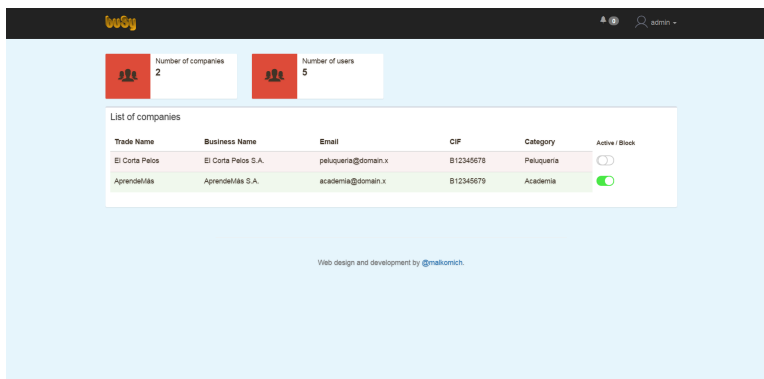 buSy
0 admin
Number of companies
2
Number of users
5
List of companies
Trade Name Business Name Email CIF Category Active / Block
El Corta Pelos El Corta Pelos S.A. peluqueria@domain.x B12345678 Peluquería
AprendeMás AprendeMás S.A. academia@domain.x B12345679 Academia
Web design and development by @malkomich.